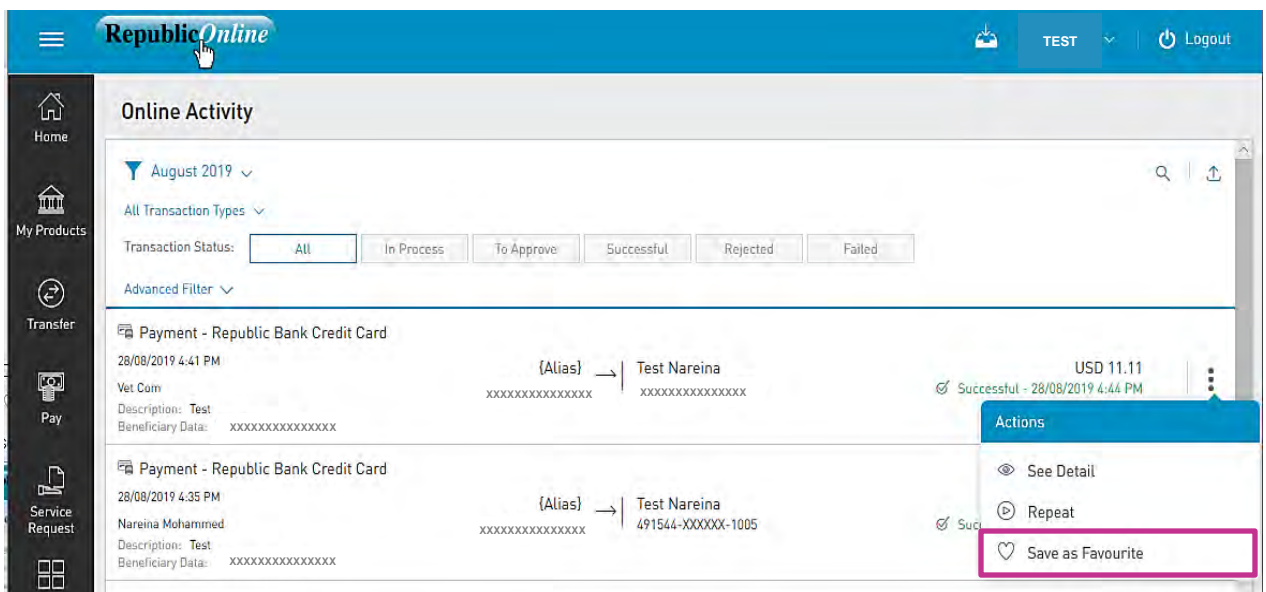 RepublicOnline
TEST
Logout
Home
My Products
Transfer
Pay
Service
Request
Online Activity
August 2019
All Transaction Types
Transaction Status: All In Process To Approve Successful Rejected Failed
Advanced Filter
Payment - Republic Bank Credit Card
28/08/2019 4:41 PM
Vet Com
Description: Test
Beneficiary Data: XXXXXXXXXXXXXXXX
{Alias}
XXXXXXXXXXXXXXX
Test Nareina
XXXXXXXXXXXXXXX
USD 11.11
Successful - 28/08/2019 4:44 PM
Payment - Republic Bank Credit Card
28/08/2019 4:35 PM
Nareina Mohammed
Description: Test
Beneficiary Data: XXXXXXXXXXXXXXX
{Alias}
XXXXXXXXXXXXXXX
Test Nareina
491544-XXXXXX-1005
Actions
See Detail
Repeat
Save as Favourite